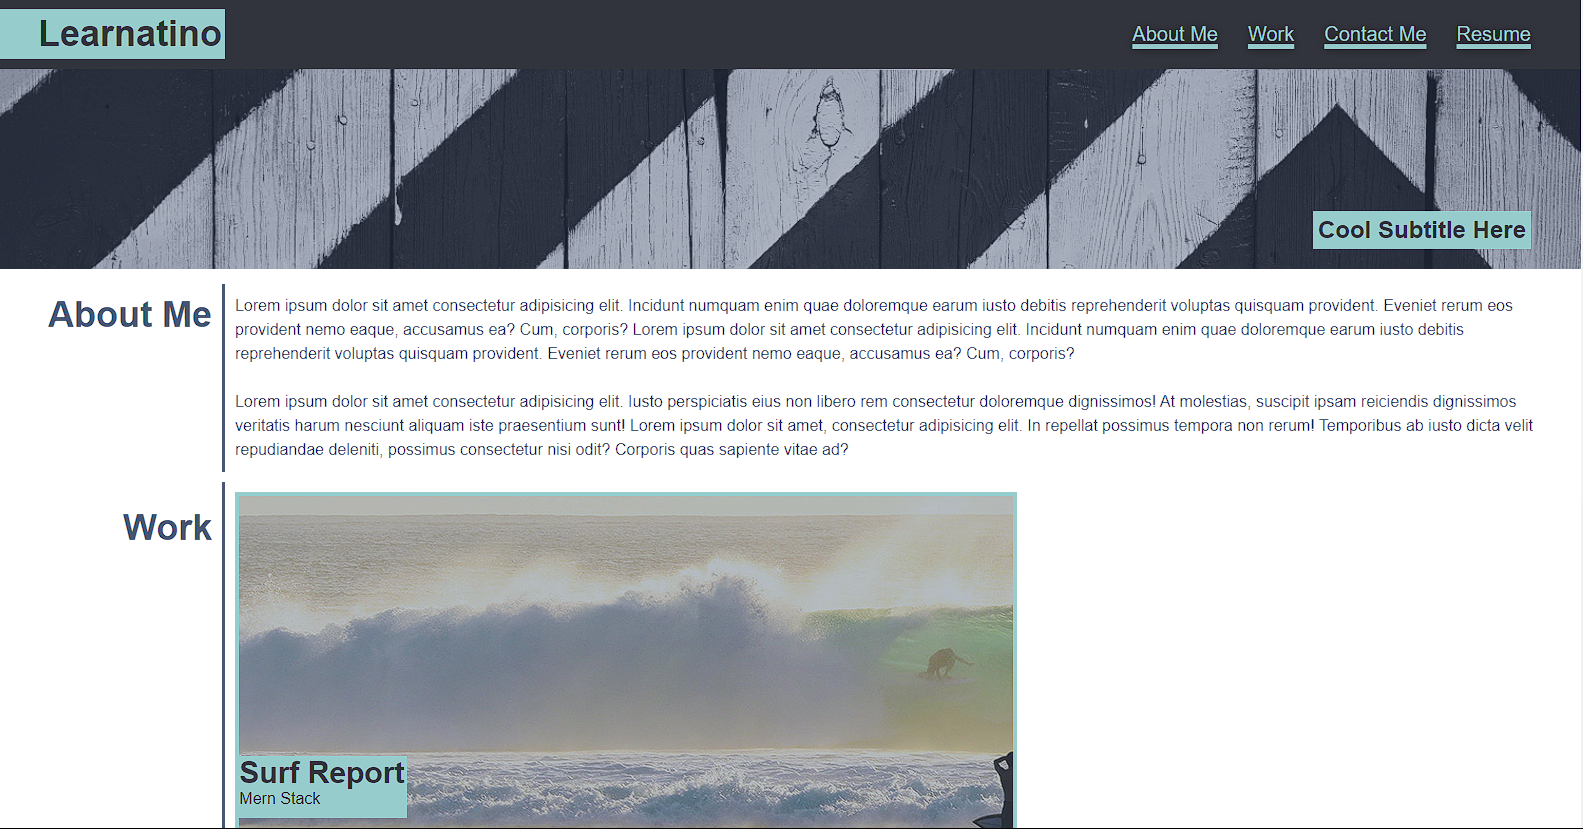 Learnatino
About Me Work Contact Me Resume
Cool Subtitle Here
About Me
Lorem ipsum dolor sit amet consectetur adipisicing elit. Incidunt numquam enim quae doloremque earum iusto debitis reprehenderit voluptas quisquam provident. Eveniet rerum eos
provident nemo eaque, accusamus ea? Cum, corporis? Lorem ipsum dolor sit amet consectetur adipisicing elit. Incidunt numquam enim quae doloremque earum iusto debitis
reprehenderit voluptas quisquam provident. Eveniet rerum eos provident nemo eaque, accusamus ea? Cum, corporis?
Lorem ipsum dolor sit amet consectetur adipisicing elit. Iusto perspiciatis eius non libero rem consectetur doloremque dignissimos! At molestias, suscipit ipsam reiciendis dignissimos
veritatis harum nesciunt aliquam iste praesentium sunt! Lorem ipsum dolor sit amet, consectetur adipisicing elit. In repellat possimus tempora non rerum! Temporibus ab iusto dicta velit
repudiandae deleniti, possimus consectetur nisi odit? Corporis quas sapiente vitae ad?
Work
Surf Report
Mern Stack